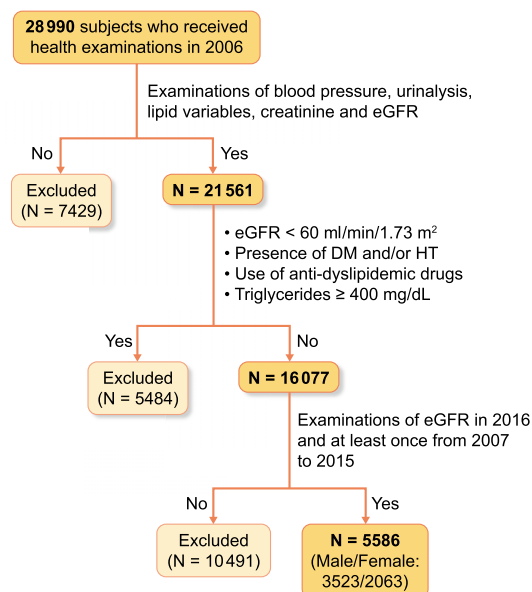 28 990 subjects who received
health examinations in 2006
Examinations of blood pressure, urinalysis,
lipid variables, creatinine and eGFR
No
Yes
Excluded
(N = 7429)
N = 21 561
• eGFR < 60 ml/min/1.73 m²
• Presence of DM and/or HT
• Use of anti-dyslipidemic drugs
• Triglycerides ≥ 400 mg/dL
Yes
No
Excluded
(N = 5484)
N = 16 077
Examinations of eGFR in 2016
and at least once from 2007
to 2015
No
Yes
Excluded
(N = 10 491)
N = 5586
(Male/Female:
3523/2063)